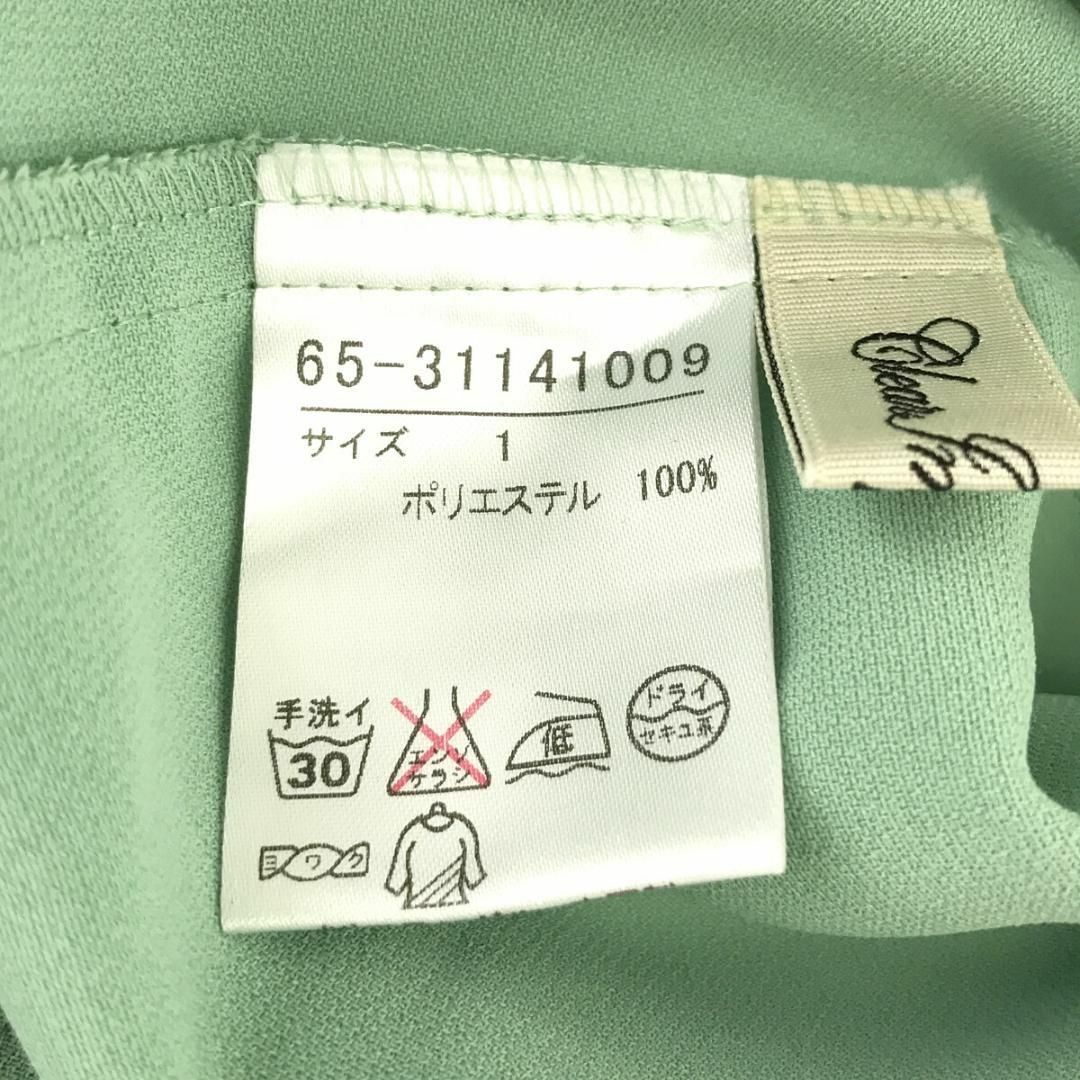 65-31141009
サイズ 1
ポリエステル 100%
手洗イ
30
エンソ
サラシ
低
ドライ
セキユ系
ヨワク